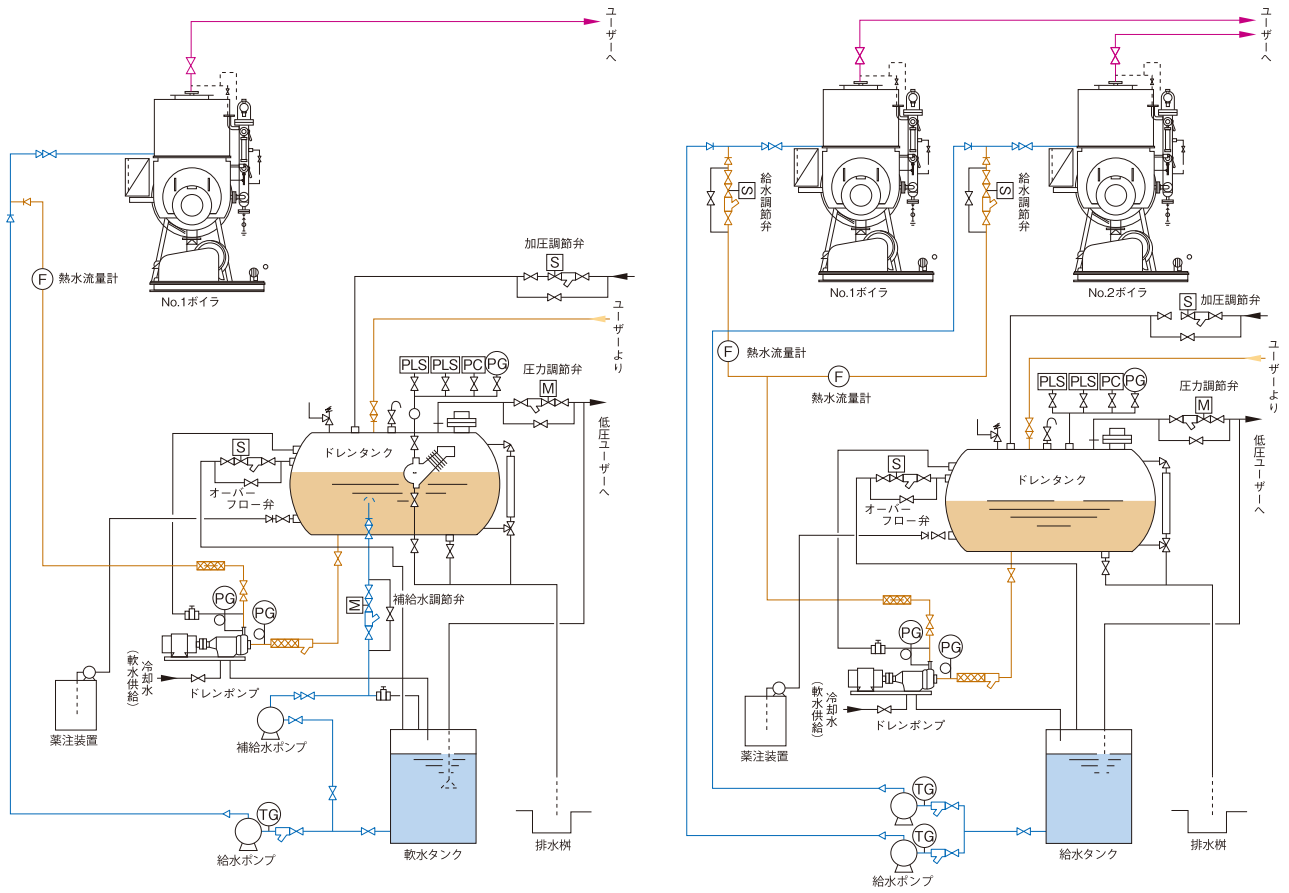 ユーザーへ
No.1ボイラ
F
熱水流量計
加圧調節弁
S
ユーザーより
PLS
PLS
PC
PG
圧力調節弁
M
低圧ユーザーへ
ドレンタンク
S
オーバー
フロー弁
PG
PG
M
補給水調節弁
冷却水
(軟水供給)
ドレンポンプ
薬注装置
補給水ポンプ
TG
給水ポンプ
軟水タンク
排水桝
ユーザーへ
S
給水調節弁
S
給水調節弁
No.1ボイラ
No.2ボイラ
S
加圧調節弁
F
熱水流量計
F
熱水流量計
ユーザーより
PLS
PLS
PC
PG
圧力調節弁
M
低圧ユーザーへ
ドレンタンク
S
オーバー
フロー弁
PG
PG
冷却水
(軟水供給)
ドレンポンプ
薬注装置
TG
TG
給水ポンプ
給水タンク
排水桝